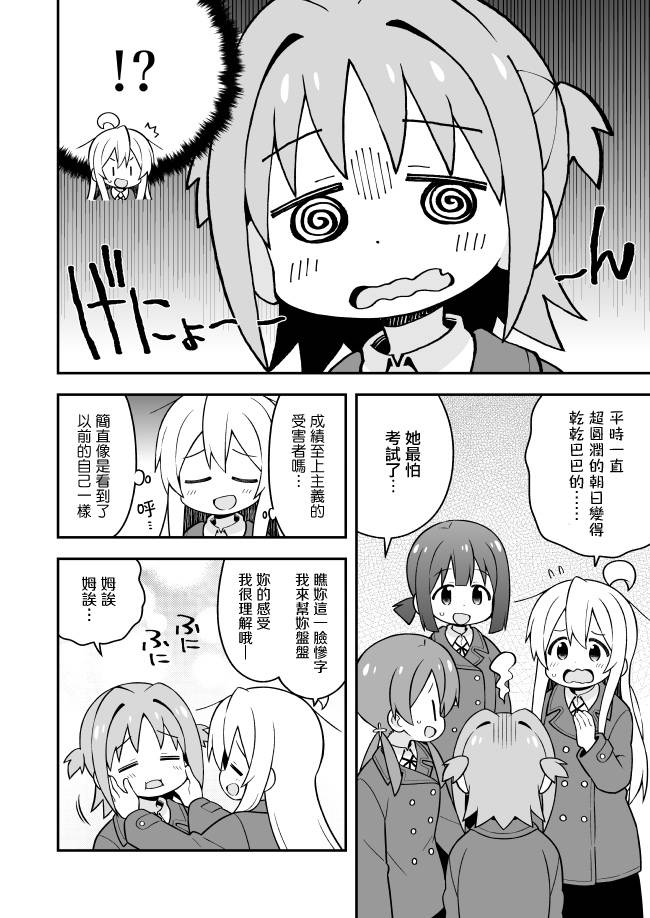 !?
げにょ〜〜
〜ん
平時一直
超圓潤的朝日變得
乾乾巴巴的……
她最怕
考試了…
成績至上主義的
受害者嗎…
簡直像是看到了
以前的自己一樣
呼…
瞧妳這一臉慘字
我來幫妳盤盤
妳的感受
我很理解哦—
ふに
ふに
姆誒
姆誒…